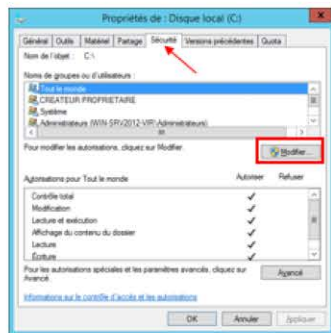 Propriétés de : Disque local (C:)
Général Outils Matériel Partage Sécurité Versions précédentes Quota
Nom de l'objet : C:\
Noms de groupes ou d'utilisateurs :
Tout le monde
CREATEUR PROPRIETAIRE
Système
Administrateurs (WIN-SRV2012-VIR\Administrateurs)
Pour modifier les autorisations, cliquez sur Modifier.
Modifier...
Autorisations pour Tout le monde Autoriser Refuser
Contrôle total
Modification
Lecture et exécution
Affichage du contenu du dossier
Lecture
Écriture
Pour les autorisations spéciales et les paramètres avancés, cliquez sur
Avancé.
Avancé
Informations sur le contrôle d'accès et les autorisations
OK Annuler Appliquer